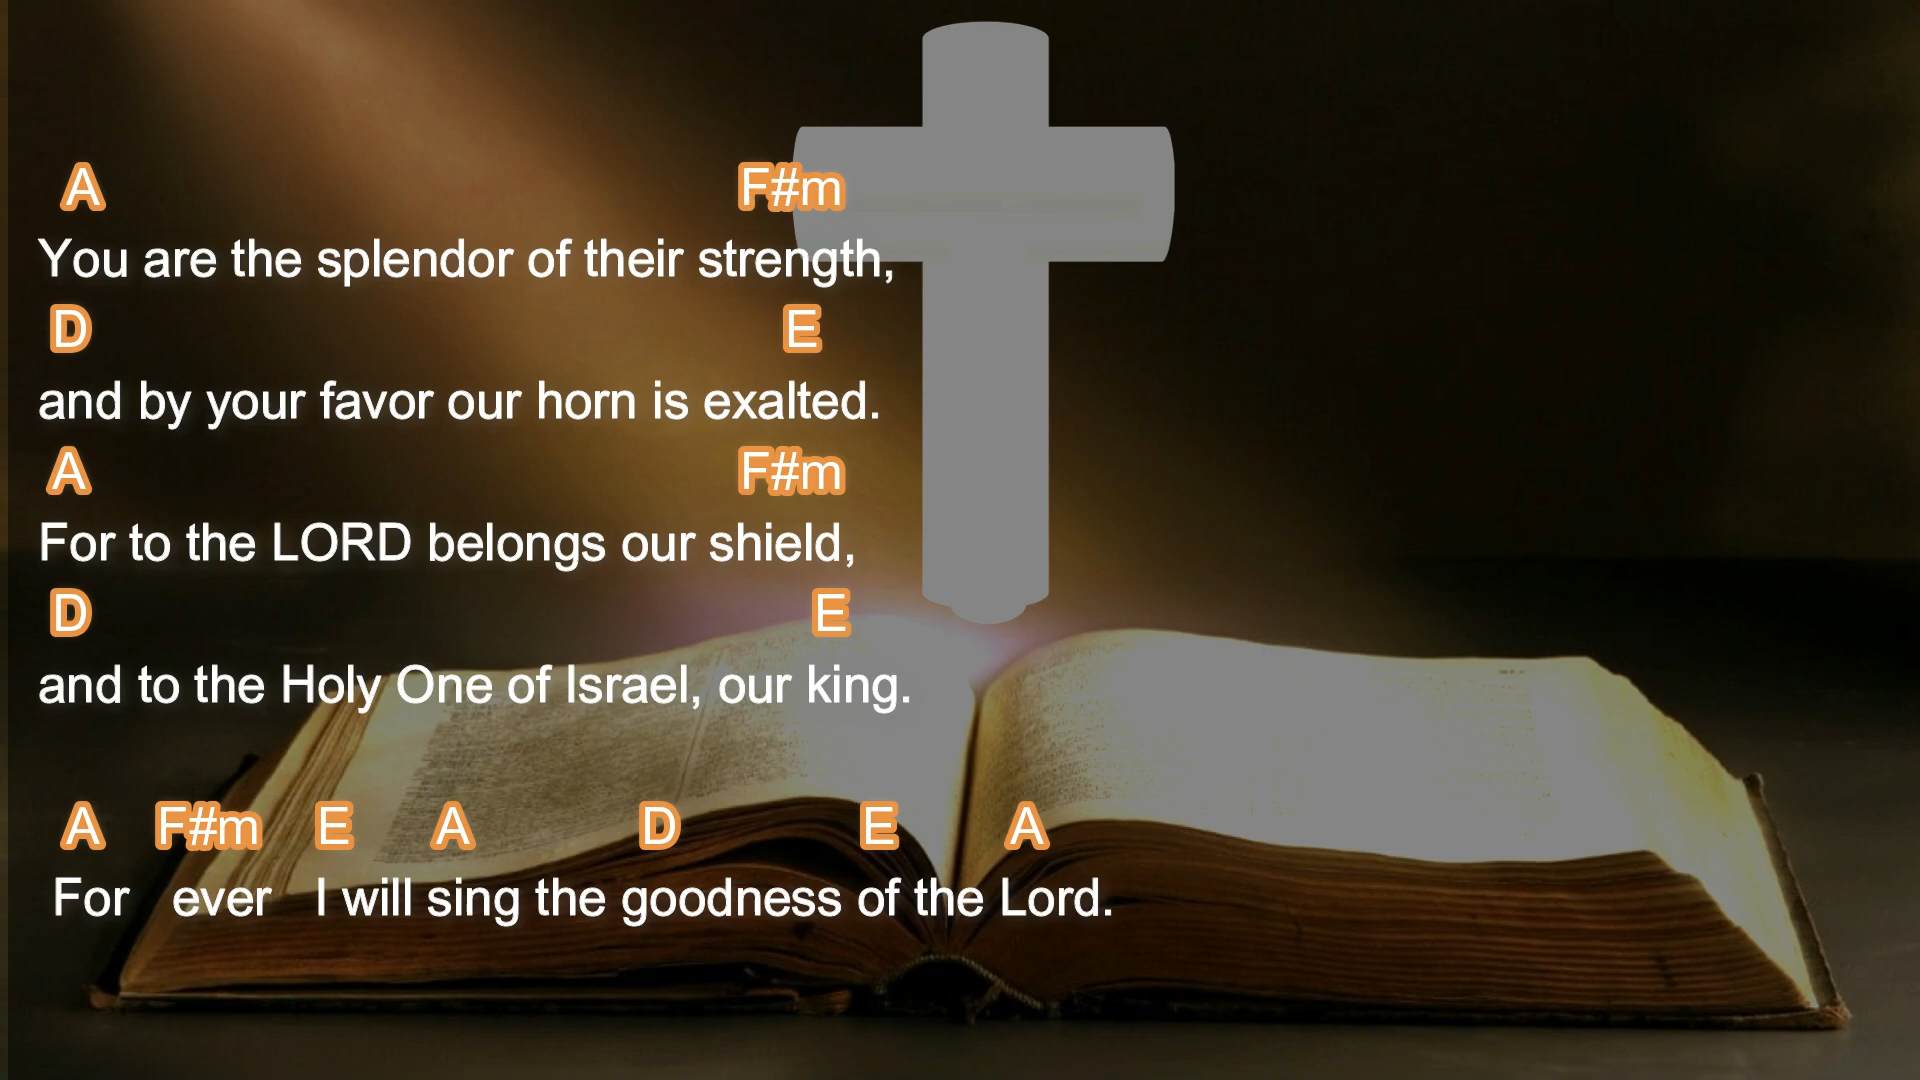 A F#m
You are the splendor of their strength,
D E
and by your favor our horn is exalted.
A F#m
For to the LORD belongs our shield,
D E
and to the Holy One of Israel, our king.
A F#m E A D E A
For ever I will sing the goodness of the Lord.